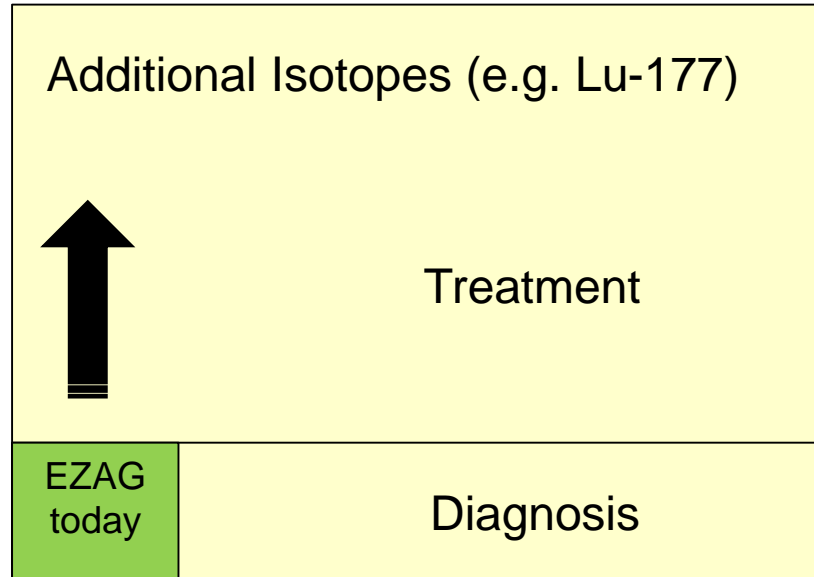 Additional Isotopes (e.g. Lu-177)
Treatment
EZAG
today
Diagnosis